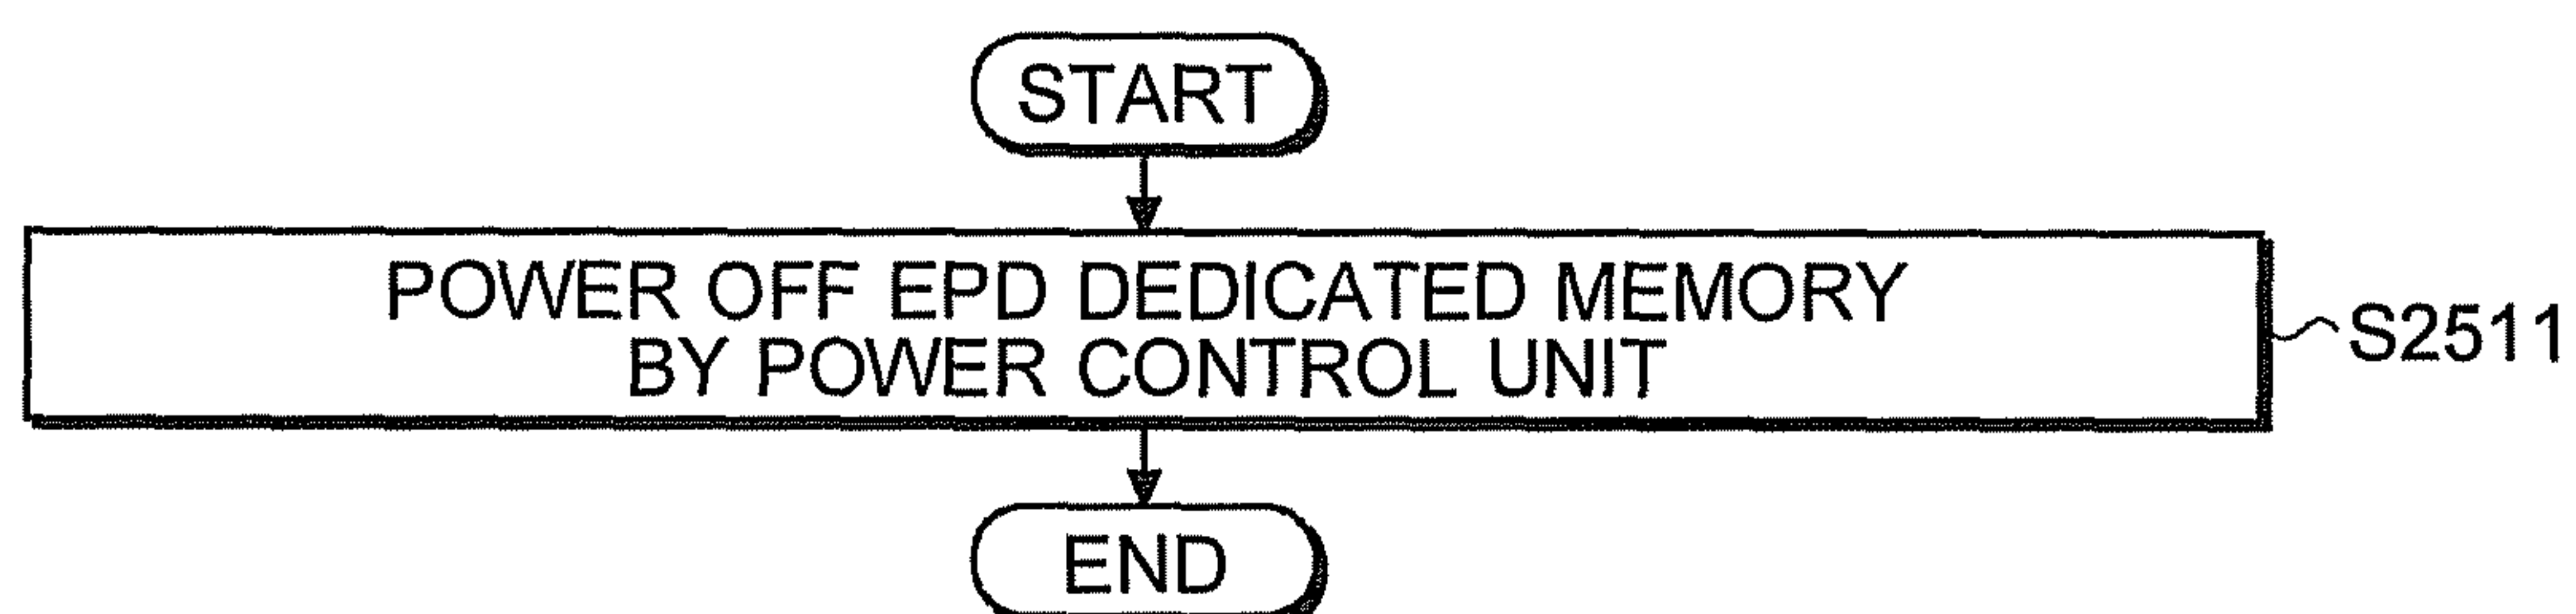 START
POWER OFF EPD DEDICATED MEMORY
BY POWER CONTROL UNIT
S2511
END